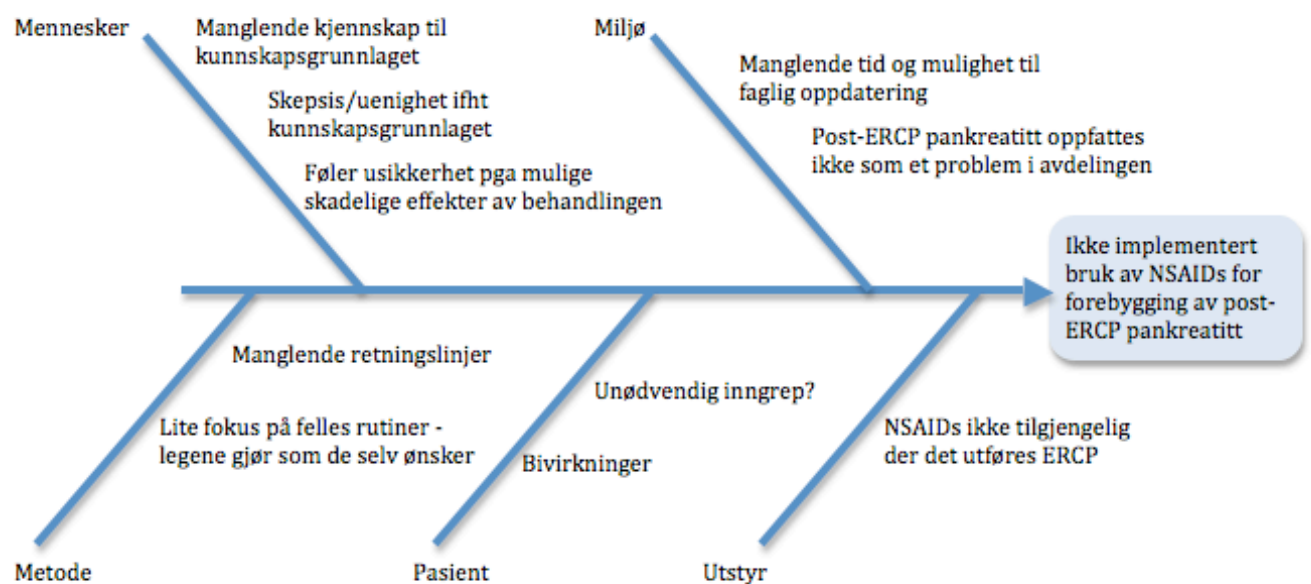 Mennesker
Manglende kjennskap til
kunnskapsgrunnlaget
Skepsis/uenighet ifht
kunnskapsgrunnlaget
Føler usikkerhet pga mulige
skadelige effekter av behandlingen
Miljø
Manglende tid og mulighet til
faglig oppdatering
Post-ERCP pankreatitt oppfattes
ikke som et problem i avdelingen
Ikke implementert
bruk av NSAIDs for
forebygging av post-
ERCP pankreatitt
Manglende retningslinjer
Lite fokus på felles rutiner -
legene gjør som de selv ønsker
Metode
Unødvendig inngrep?
Bivirkninger
Pasient
NSAIDs ikke tilgjengelig
der det utføres ERCP
Utstyr